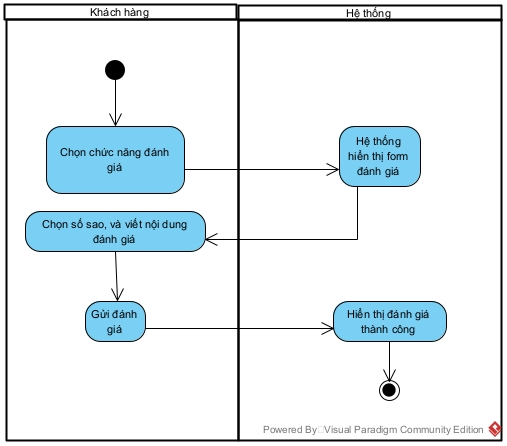 Khách hàng
Hệ thống
Chọn chức năng đánh
giá
Hệ thống
hiển thị form
đánh giá
Chọn số sao, và viết nội dung
đánh giá
Gửi đánh
giá
Hiển thị đánh giá
thành công
Powered By Visual Paradigm Community Edition